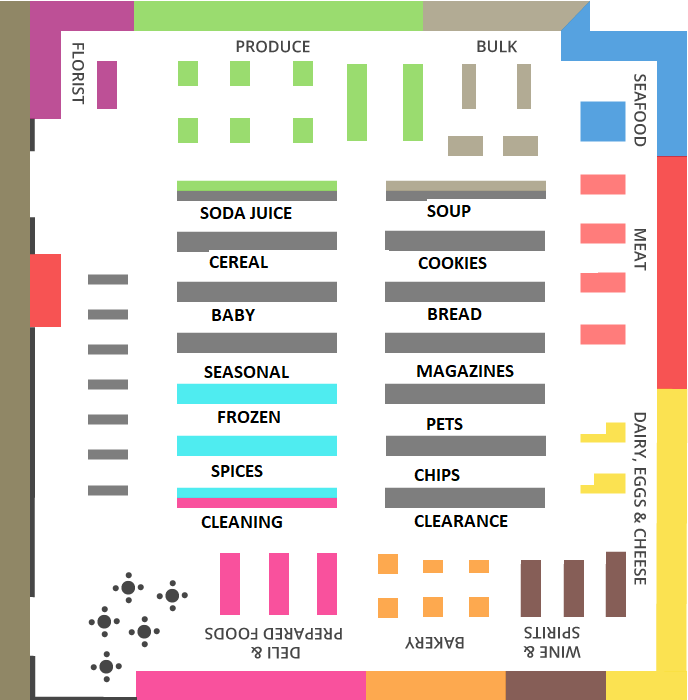 PRODUCE
BULK
FLORIST
SEAFOOD
SODA JUICE
SOUP
MEAT
CEREAL
COOKIES
BABY
BREAD
SEASONAL
MAGAZINES
FROZEN
PETS
DAIRY, EGGS & CHEESE
SPICES
CHIPS
CLEANING
CLEARANCE
DELI &
PREPARED FOODS
BAKERY
WINE &
SPIRITS